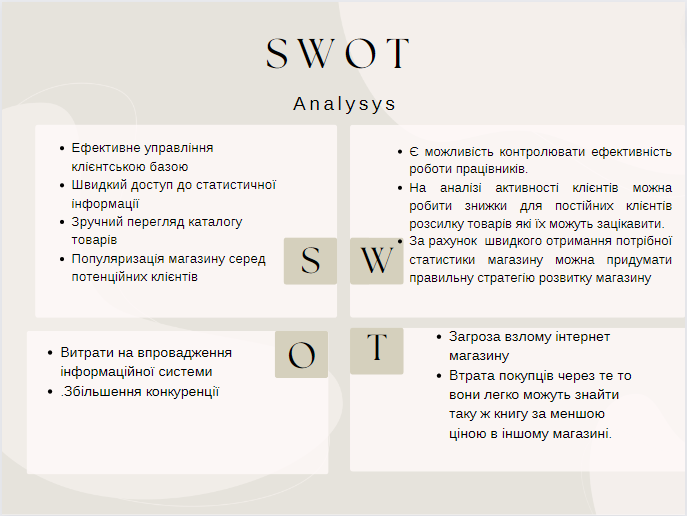 SWOT
Analysys
• Ефективне управління
клієнтською базою
• Швидкий доступ до статистичної
інформації
• Зручний перегляд каталогу
товарів
• Популяризація магазину серед
потенційних клієнтів
S
• Є можливість контролювати ефективність
роботи працівників.
• На аналізі активності клієнтів можна
робити знижки для постійних клієнтів
розсилку товарів які їх можуть зацікавити.
• За рахунок швидкого отримання потрібної
статистики магазину можна придумати
правильну стратегію розвитку магазину
W
• Витрати на впровадження
інформаційної системи
• .Збільшення конкуренції
O
T
• Загроза взлому інтернет
магазину
• Втрата покупців через те то
вони легко можуть знайти
таку ж книгу за меншою
ціною в іншому магазині.